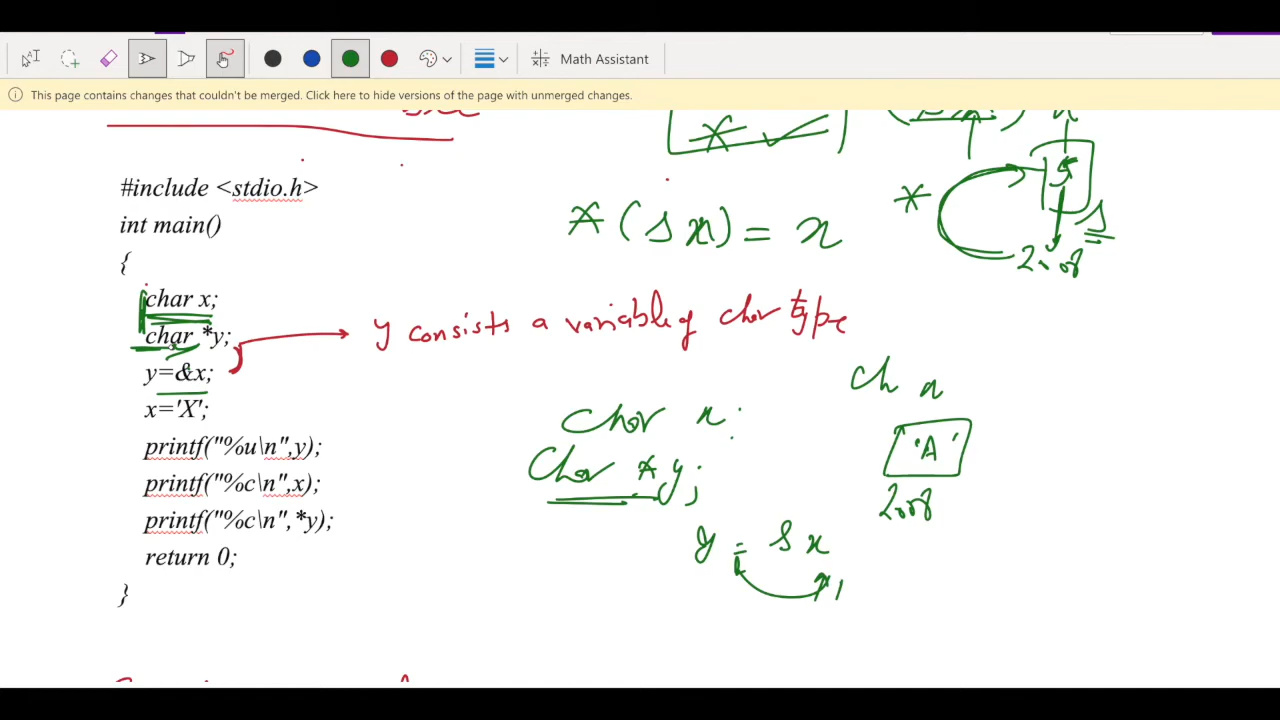 Math Assistant
This page contains changes that couldn't be merged. Click here to hide versions of the page with unmerged changes.
#include <stdio.h>
int main()
{
char x;
char *y;
y=&x;
x='X';
printf("%u\n",y);
printf("%c\n",x);
printf("%c\n",*y);
return 0;
}
*(&x) = x
*
2008
y consists a variable of char type
char x;
char *y;
y = &x
ch x
'A'
2008